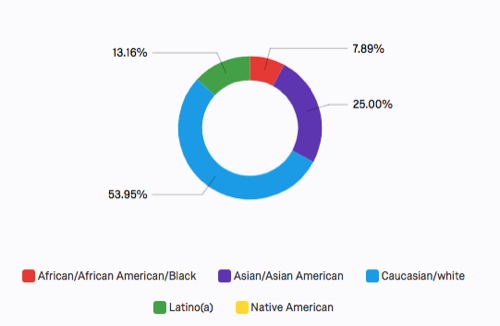 13.16%
7.89%
25.00%
53.95%
African/African American/Black Asian/Asian American Caucasian/white
Latino(a) Native American